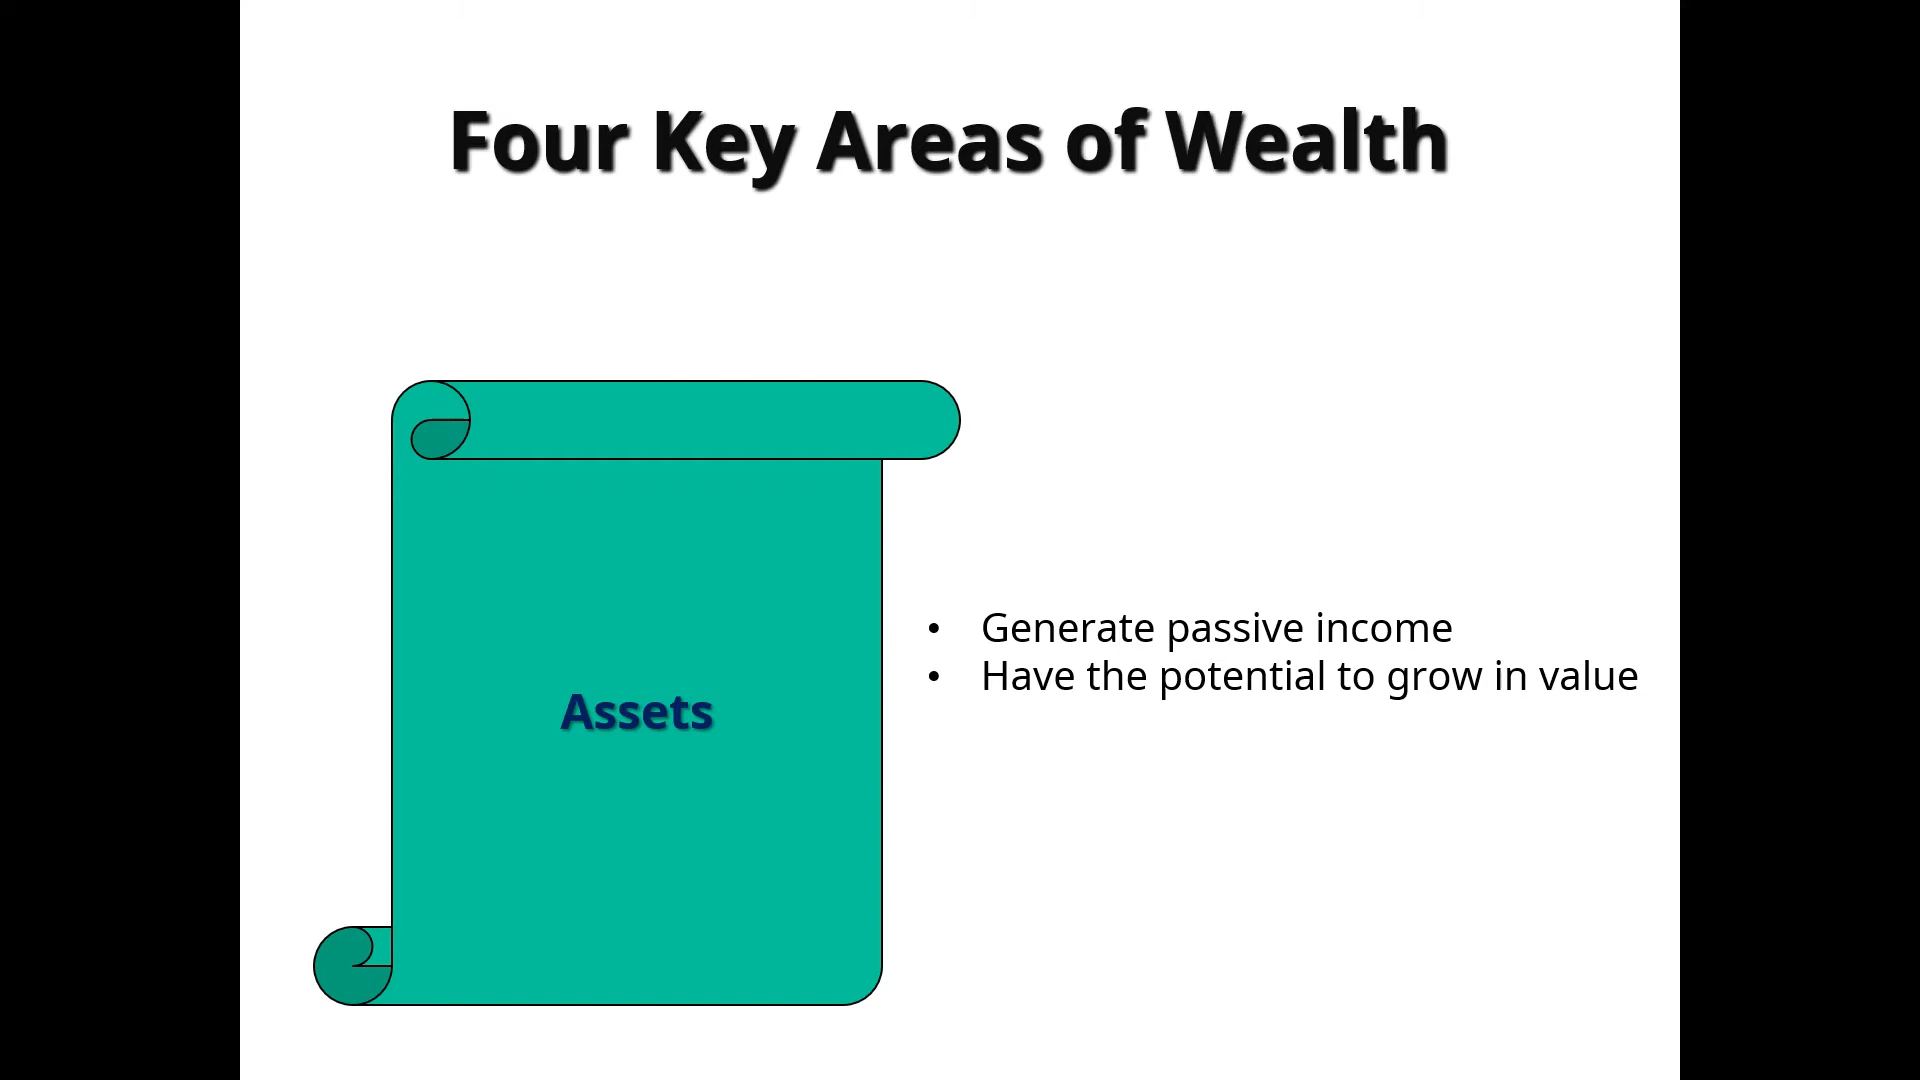 Four Key Areas of Wealth
Assets
• Generate passive income
• Have the potential to grow in value